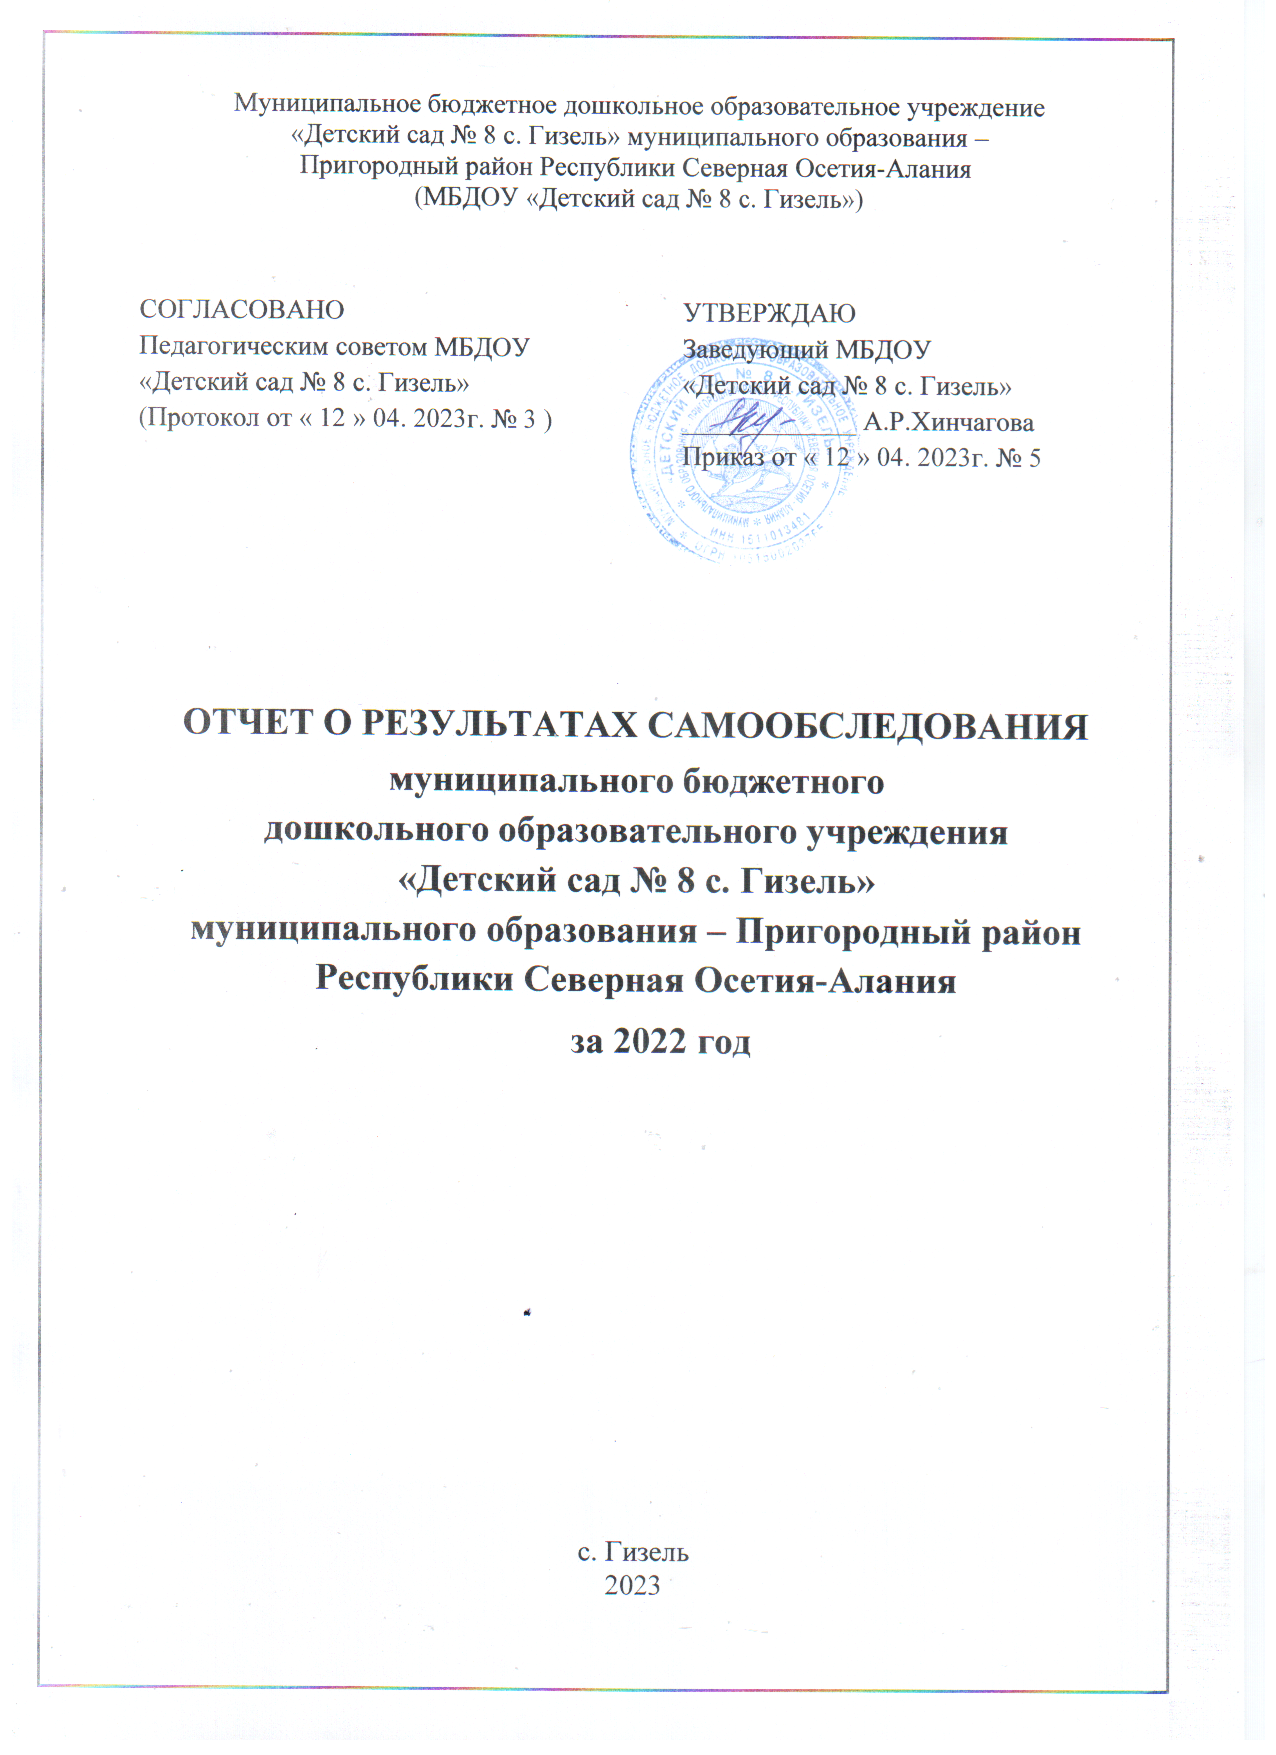 Муниципальное бюджетное дошкольное образовательное учреждение
«Детский сад № 8 с. Гизель» муниципального образования –
Пригородный район Республики Северная Осетия-Алания
(МБДОУ «Детский сад № 8 с. Гизель»)
СОГЛАСОВАНО
Педагогическим советом МБДОУ
«Детский сад № 8 с. Гизель»
(Протокол от « 12 » 04. 2023г. № 3 )
УТВЕРЖДАЮ
Заведующий МБДОУ
«Детский сад № 8 с. Гизель»
А.Р.Хинчагова
Приказ от « 12 » 04. 2023г. № 5
ИНН 1511013481
ОТЧЕТ О РЕЗУЛЬТАТАХ САМООБСЛЕДОВАНИЯ
муниципального бюджетного
дошкольного образовательного учреждения
«Детский сад № 8 с. Гизель»
муниципального образования – Пригородный район
Республики Северная Осетия-Алания
за 2022 год
с. Гизель
2023